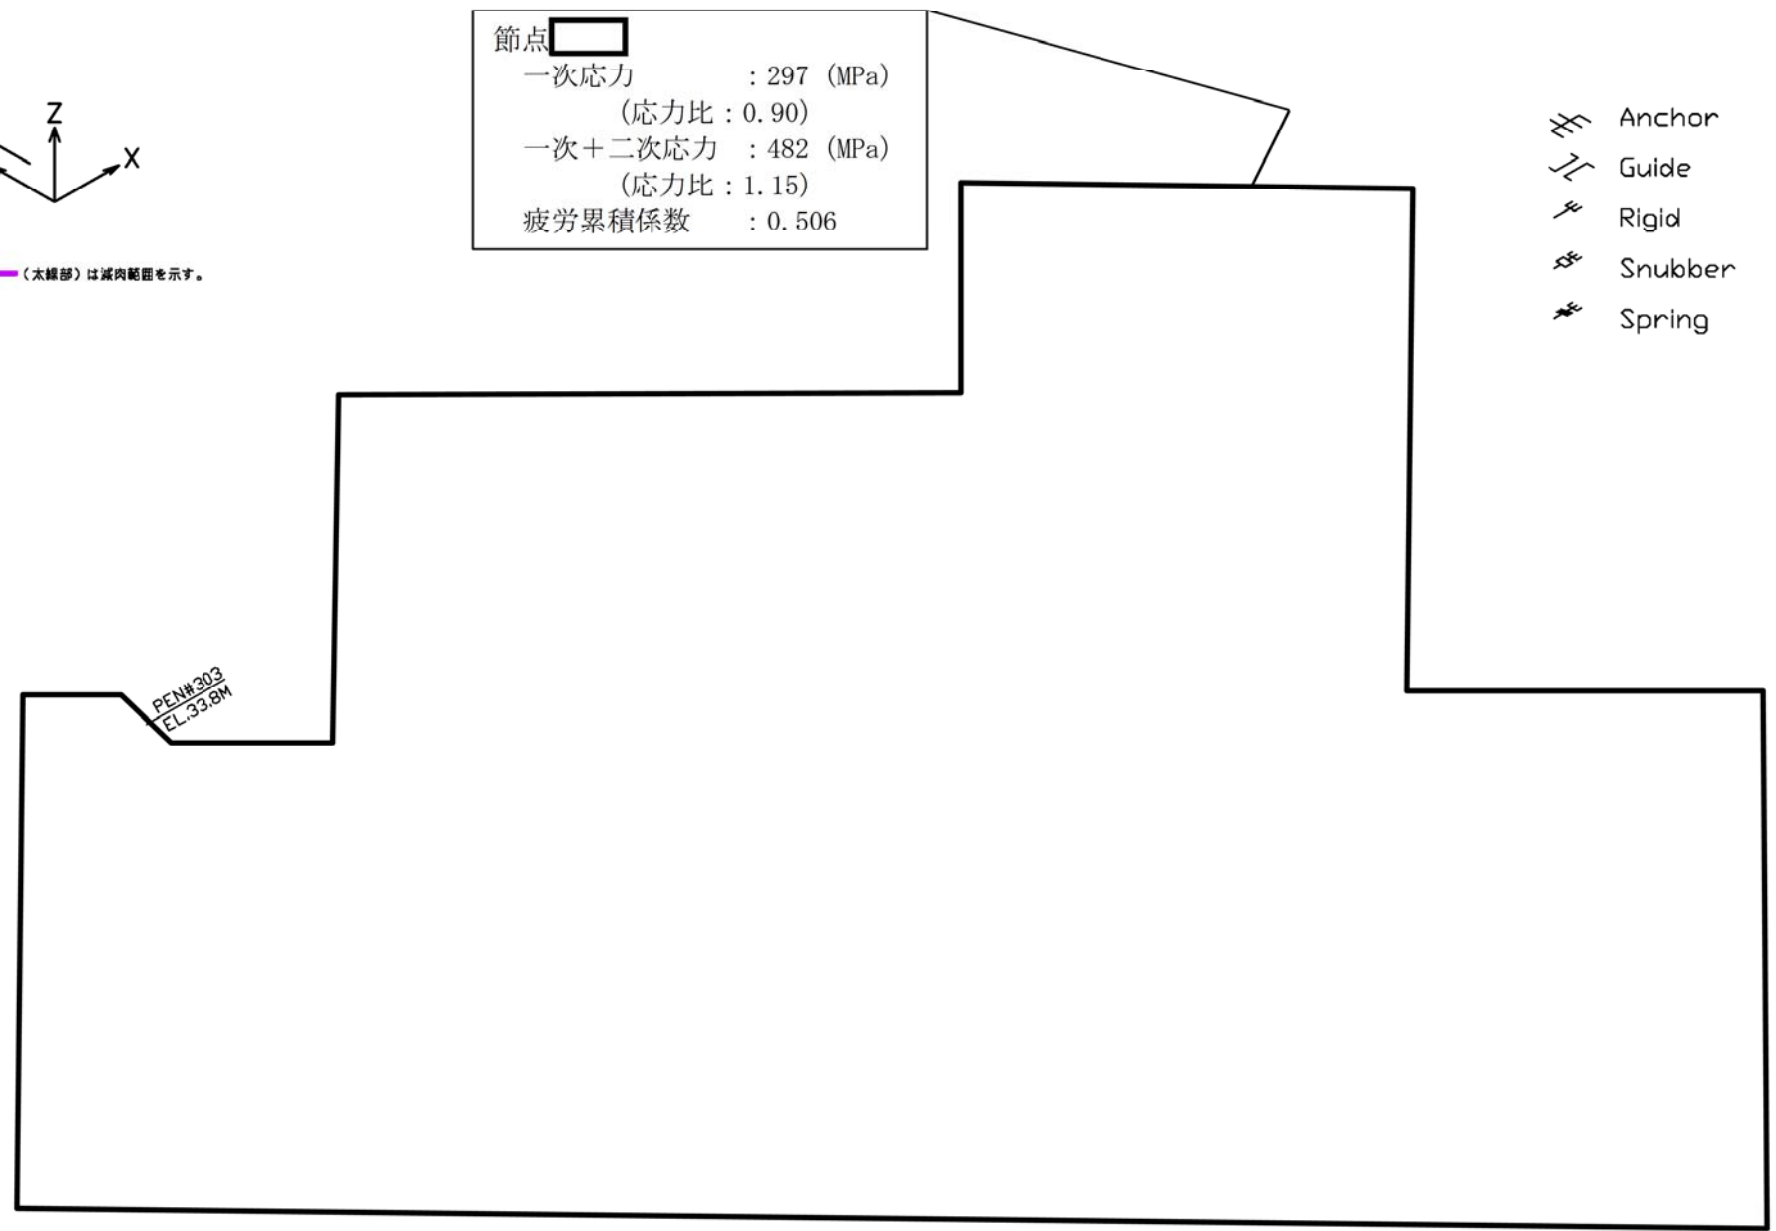 節点
一次応力 : 297 (MPa)
(応力比 : 0.90)
一次+二次応力 : 482 (MPa)
(応力比 : 1.15)
疲労累積係数 : 0.506
Z
X
(太線部)は減肉範囲を示す。
Anchor
Guide
Rigid
Snubber
Spring
PEN#303
EL.33.8M